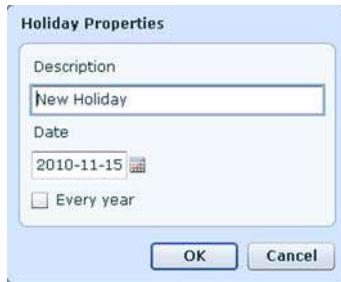 Holiday Properties
Description
New Holiday
Date
2010-11-15
Every year
OK Cancel